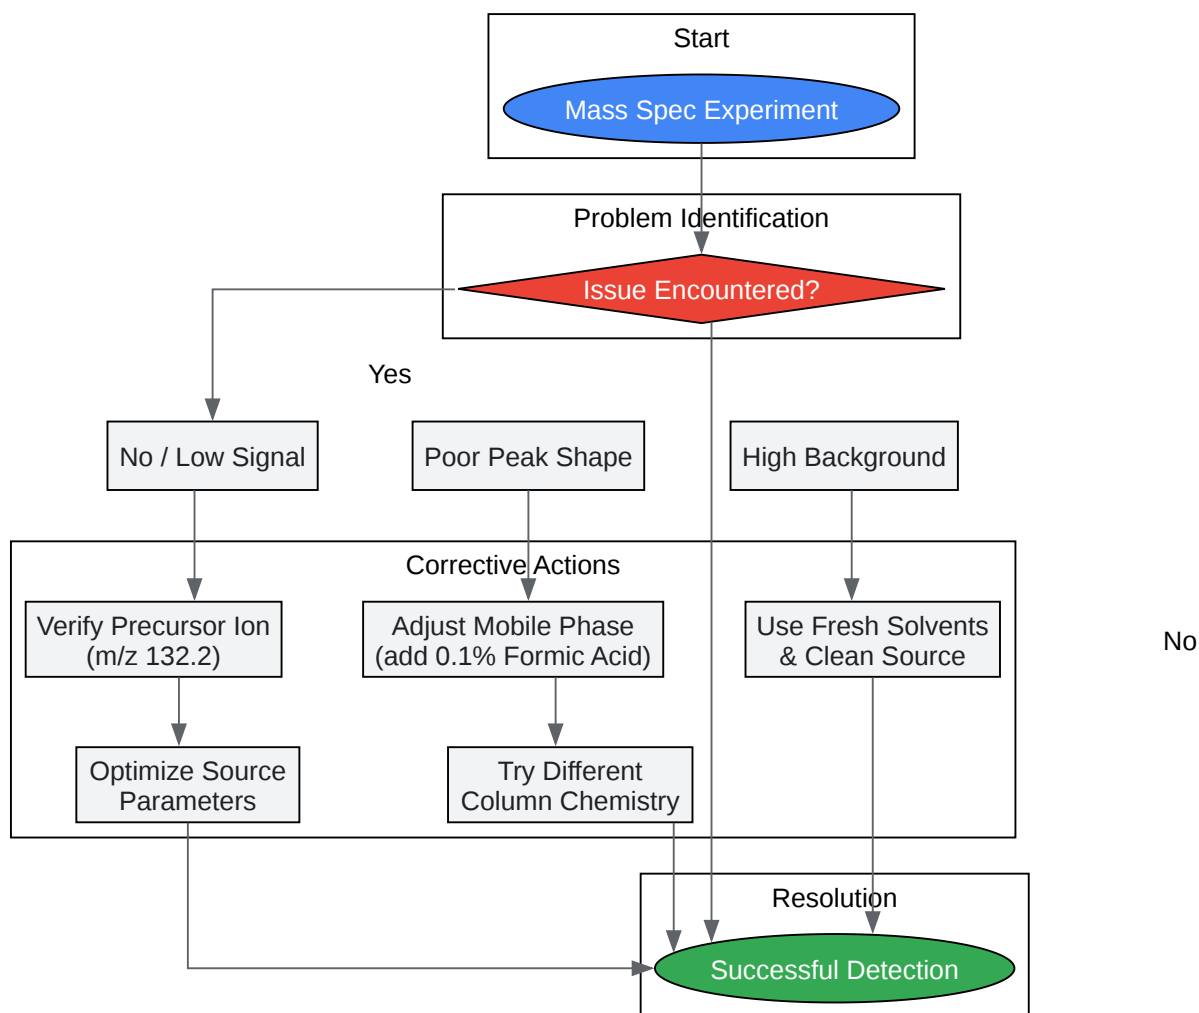 Start
Mass Spec Experiment
Problem Identification
Issue Encountered?
Yes
No / Low Signal
Poor Peak Shape
High Background
Corrective Actions
Verify Precursor Ion
(m/z 132.2)
Adjust Mobile Phase
(add 0.1% Formic Acid)
Use Fresh Solvents
& Clean Source
No
Optimize Source
Parameters
Try Different
Column Chemistry
Resolution
Successful Detection